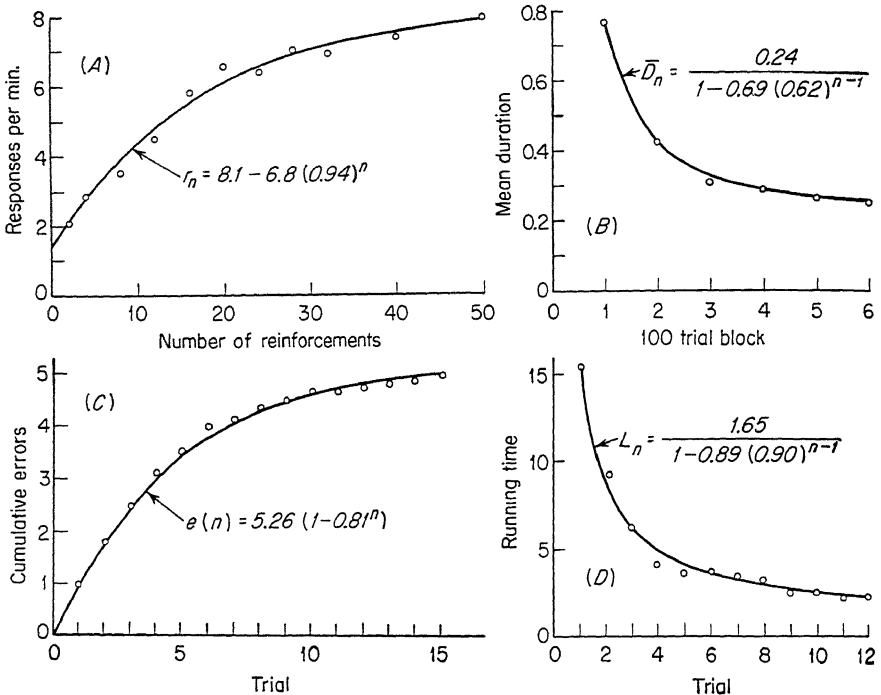 8
6
4
2
0
Responses per min.
(A)
r_n = 8.1 – 6.8 (0.94)^n
0 10 20 30 40 50
Number of reinforcements
0.8
0.6
0.4
0.2
0
Mean duration
D̄_n = 0.24 / 1 – 0.69 (0.62)^{n–1}
(B)
1 2 3 4 5 6
100 trial block
5
4
3
2
1
0
Cumulative errors
(C)
e (n) = 5.26 (1–0.81^n)
0 5 10 15
Trial
15
10
5
0
Running time
L_n = 1.65 / 1–0.89 (0.90)^{n–1}
(D)
0 2 4 6 8 10 12
Trial